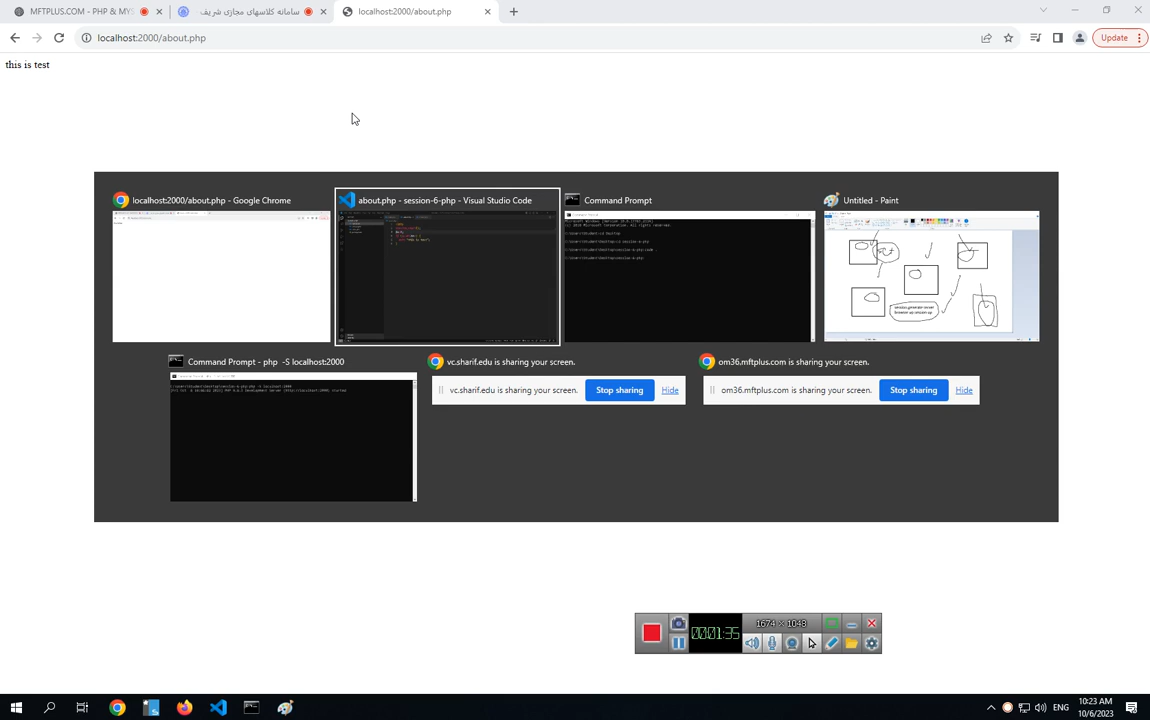 MFTPLUS.COM - PHP & MYS
سامانه کلاسهای مجازی شریف
localhost:2000/about.php
localhost:2000/about.php
Update
this is test
localhost:2000/about.php - Google Chrome
about.php - session-6-php - Visual Studio Code
Command Prompt
Untitled - Paint
Command Prompt - php -S localhost:2000
vc.sharif.edu is sharing your screen.
om36.mftplus.com is sharing your screen.
vc.sharif.edu is sharing your screen.
Stop sharing
Hide
om36.mftplus.com is sharing your screen.
Stop sharing
Hide
0001:35
1674 x 1048
ENG
10:23 AM
10/6/2023